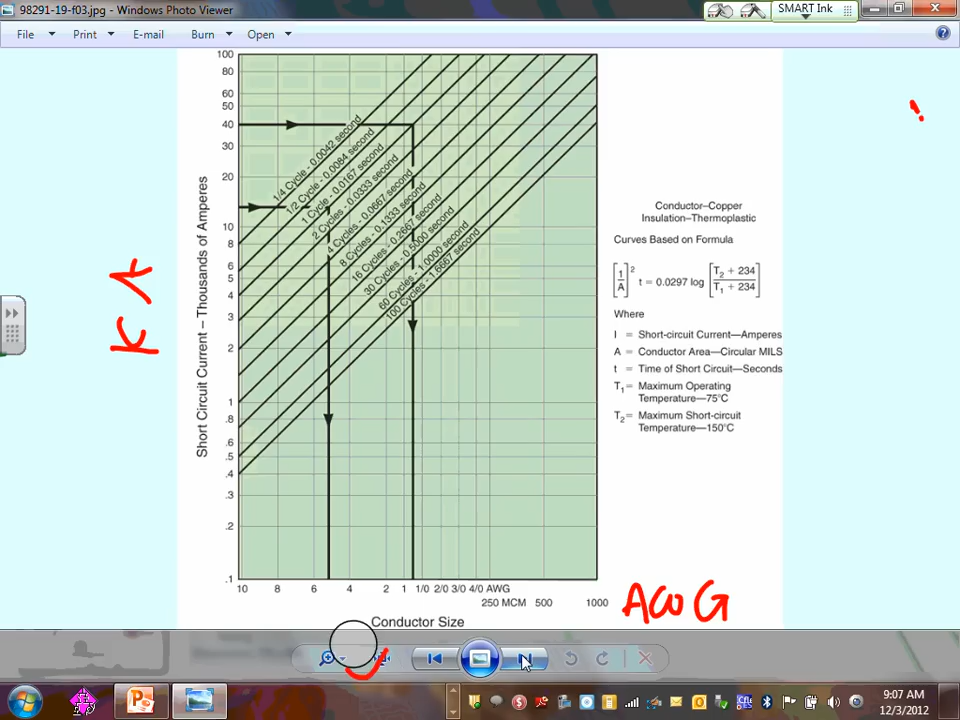 98291-19-f03.jpg - Windows Photo Viewer
SMART Ink
File Print E-mail Burn Open
100
80
60
50
40
30
20
10
8
6
5
4
3
2
1
.8
.6
.5
.4
.3
.2
.1
Short Circuit Current – Thousands of Amperes
1/4 Cycle - 0.0042 second
1/2 Cycle - 0.0084 second
1 Cycle - 0.0167 second
2 Cycles - 0.0333 second
4 Cycles - 0.0667 second
8 Cycles - 0.1333 second
16 Cycles - 0.2667 second
30 Cycles - 0.5000 second
60 Cycles - 1.0000 second
100 Cycles - 1.6667 seconds
10 8 6 4 2 1 1/0 2/0 3/0 4/0 AWG
250 MCM 500 1000
Conductor Size
Conductor–Copper
Insulation–Thermoplastic
Curves Based on Formula
[1/A]² t = 0.0297 log [T2 + 234 / T1 + 234]
Where
I = Short-circuit Current—Amperes
A = Conductor Area—Circular MILS
t = Time of Short Circuit—Seconds
T1 = Maximum Operating
Temperature—75°C
T2 = Maximum Short-circuit
Temperature—150°C
K A
!
AWG
9:07 AM
12/3/2012